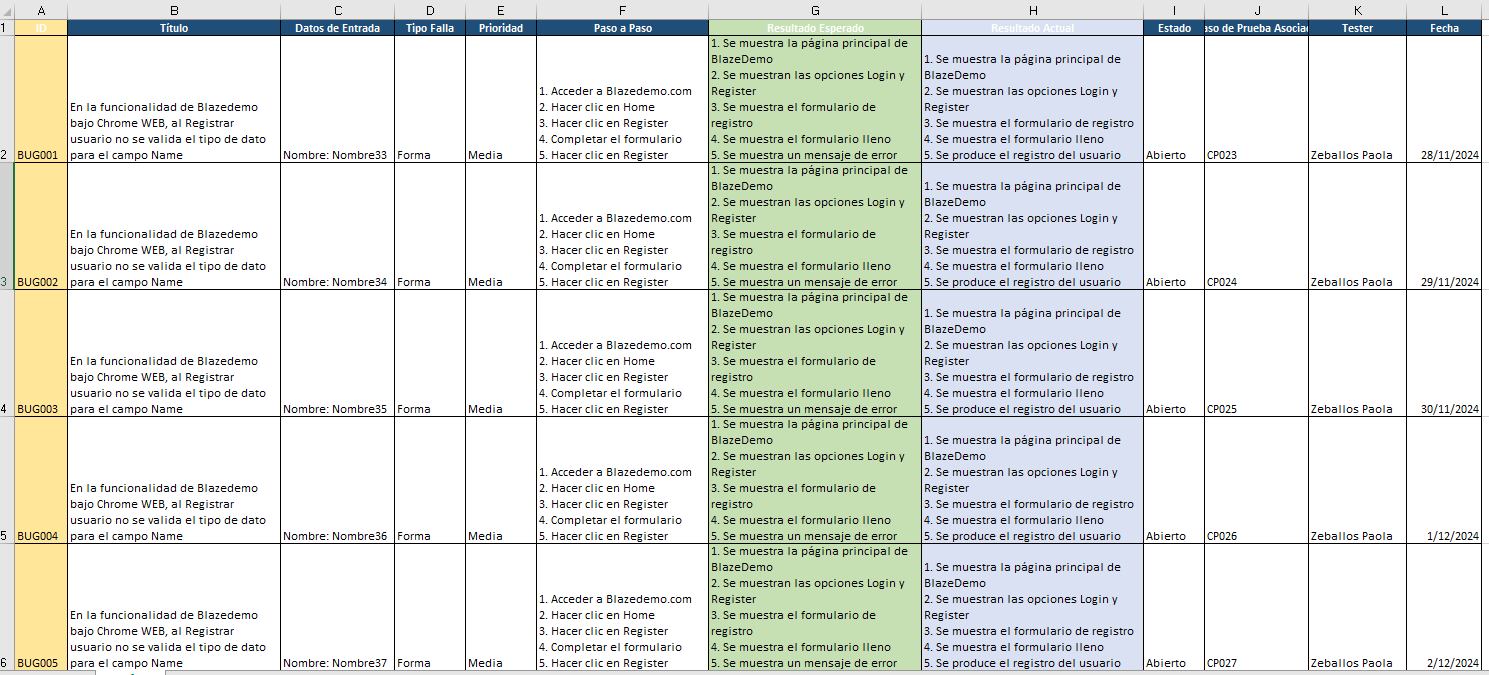 A B C D E F G H I J K L
1 ID Título Datos de Entrada Tipo Falla Prioridad Paso a Paso Resultado Esperado Resultado Actual Estado aso de Prueba Asociad Tester Fecha
2
BUG001
En la funcionalidad de Blazedemo
bajo Chrome WEB, al Registrar
usuario no se valida el tipo de dato
para el campo Name
Nombre: Nombre33
Forma
Media
1. Acceder a Blazedemo.com
2. Hacer clic en Home
3. Hacer clic en Register
4. Completar el formulario
5. Hacer clic en Register
1. Se muestra la página principal de
BlazeDemo
2. Se muestran las opciones Login y
Register
3. Se muestra el formulario de
registro
4. Se muestra el formulario lleno
5. Se muestra un mensaje de error
1. Se muestra la página principal de
BlazeDemo
2. Se muestran las opciones Login y
Register
3. Se muestra el formulario de registro
4. Se muestra el formulario lleno
5. Se produce el registro del usuario
Abierto
CP023
Zeballos Paola
28/11/2024
3
BUG002
En la funcionalidad de Blazedemo
bajo Chrome WEB, al Registrar
usuario no se valida el tipo de dato
para el campo Name
Nombre: Nombre34
Forma
Media
1. Acceder a Blazedemo.com
2. Hacer clic en Home
3. Hacer clic en Register
4. Completar el formulario
5. Hacer clic en Register
1. Se muestra la página principal de
BlazeDemo
2. Se muestran las opciones Login y
Register
3. Se muestra el formulario de
registro
4. Se muestra el formulario lleno
5. Se muestra un mensaje de error
1. Se muestra la página principal de
BlazeDemo
2. Se muestran las opciones Login y
Register
3. Se muestra el formulario de registro
4. Se muestra el formulario lleno
5. Se produce el registro del usuario
Abierto
CP024
Zeballos Paola
29/11/2024
4
BUG003
En la funcionalidad de Blazedemo
bajo Chrome WEB, al Registrar
usuario no se valida el tipo de dato
para el campo Name
Nombre: Nombre35
Forma
Media
1. Acceder a Blazedemo.com
2. Hacer clic en Home
3. Hacer clic en Register
4. Completar el formulario
5. Hacer clic en Register
1. Se muestra la página principal de
BlazeDemo
2. Se muestran las opciones Login y
Register
3. Se muestra el formulario de
registro
4. Se muestra el formulario lleno
5. Se muestra un mensaje de error
1. Se muestra la página principal de
BlazeDemo
2. Se muestran las opciones Login y
Register
3. Se muestra el formulario de registro
4. Se muestra el formulario lleno
5. Se produce el registro del usuario
Abierto
CP025
Zeballos Paola
30/11/2024
5
BUG004
En la funcionalidad de Blazedemo
bajo Chrome WEB, al Registrar
usuario no se valida el tipo de dato
para el campo Name
Nombre: Nombre36
Forma
Media
1. Acceder a Blazedemo.com
2. Hacer clic en Home
3. Hacer clic en Register
4. Completar el formulario
5. Hacer clic en Register
1. Se muestra la página principal de
BlazeDemo
2. Se muestran las opciones Login y
Register
3. Se muestra el formulario de
registro
4. Se muestra el formulario lleno
5. Se muestra un mensaje de error
1. Se muestra la página principal de
BlazeDemo
2. Se muestran las opciones Login y
Register
3. Se muestra el formulario de registro
4. Se muestra el formulario lleno
5. Se produce el registro del usuario
Abierto
CP026
Zeballos Paola
1/12/2024
6
BUG005
En la funcionalidad de Blazedemo
bajo Chrome WEB, al Registrar
usuario no se valida el tipo de dato
para el campo Name
Nombre: Nombre37
Forma
Media
1. Acceder a Blazedemo.com
2. Hacer clic en Home
3. Hacer clic en Register
4. Completar el formulario
5. Hacer clic en Register
1. Se muestra la página principal de
BlazeDemo
2. Se muestran las opciones Login y
Register
3. Se muestra el formulario de
registro
4. Se muestra el formulario lleno
5. Se muestra un mensaje de error
1. Se muestra la página principal de
BlazeDemo
2. Se muestran las opciones Login y
Register
3. Se muestra el formulario de registro
4. Se muestra el formulario lleno
5. Se produce el registro del usuario
Abierto
CP027
Zeballos Paola
2/12/2024